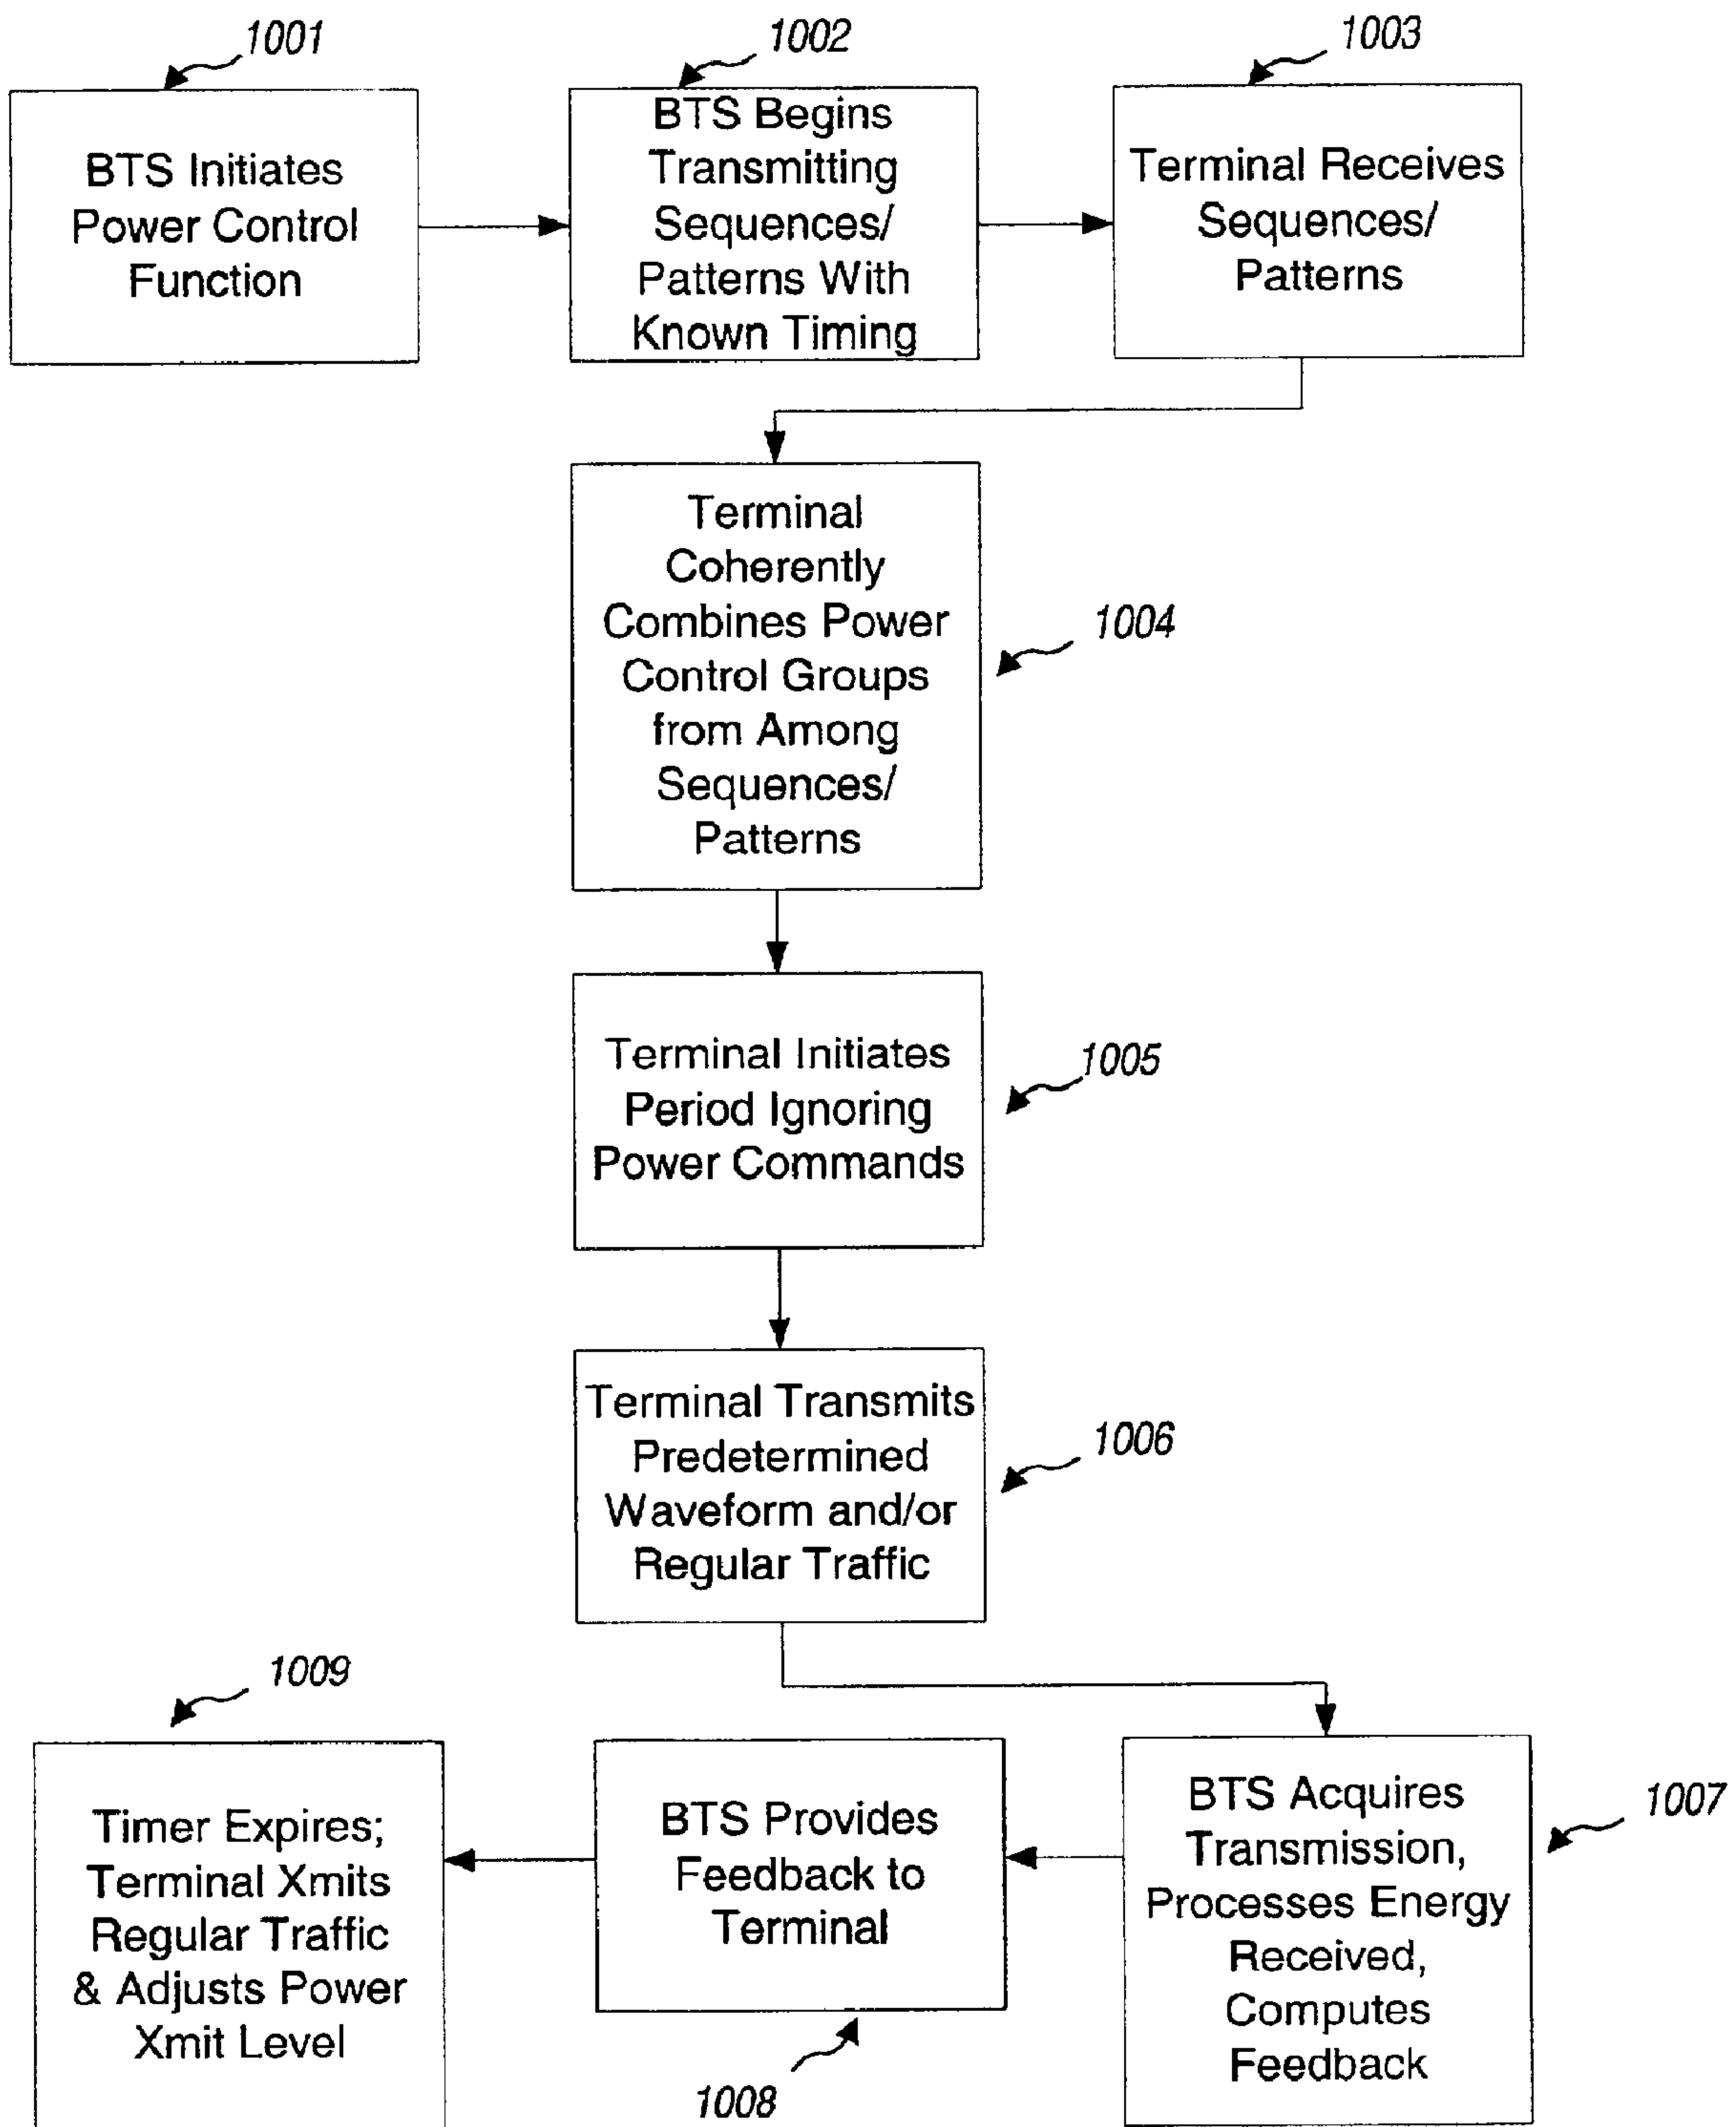 1001
BTS Initiates
Power Control
Function
1002
BTS Begins
Transmitting
Sequences/
Patterns With
Known Timing
1003
Terminal Receives
Sequences/
Patterns
Terminal
Coherently
Combines Power
Control Groups
from Among
Sequences/
Patterns
1004
Terminal Initiates
Period Ignoring
Power Commands
1005
Terminal Transmits
Predetermined
Waveform and/or
Regular Traffic
1006
BTS Acquires
Transmission,
Processes Energy
Received,
Computes
Feedback
1007
BTS Provides
Feedback to
Terminal
1008
1009
Timer Expires;
Terminal Xmits
Regular Traffic
& Adjusts Power
Xmit Level